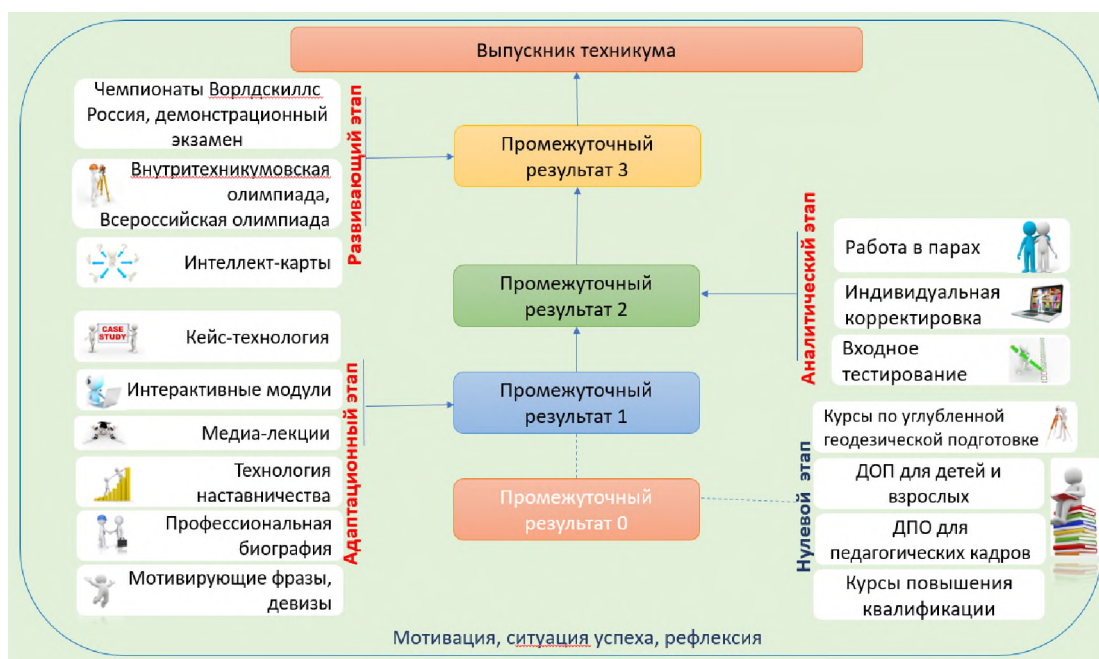 Выпускник техникума
Чемпионаты Ворлдскиллс
Россия, демонстрационный
экзамен
Внутритехникумовская
олимпиада,
Всероссийская олимпиада
Интеллект-карты
Развивающий этап
Промежуточный
результат 3
Кейс-технология
CASE
STUDY
Интерактивные модули
Медиа-лекции
Технология
наставничества
Профессиональная
биография
Мотивирующие фразы,
девизы
Адаптационный этап
Промежуточный
результат 2
Промежуточный
результат 1
Промежуточный
результат 0
Аналитический этап
Работа в парах
Индивидуальная
корректировка
Входное
тестирование
Нулевой этап
Курсы по углубленной
геодезической подготовке
ДОП для детей и
взрослых
ДПО для
педагогических кадров
Курсы повышения
квалификации
Мотивация, ситуация успеха, рефлексия